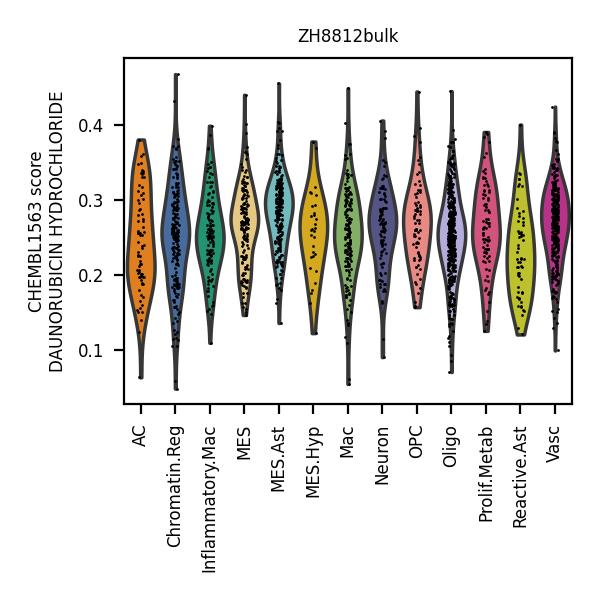 ZH8812bulk
CHEMBL1563 score
DAUNORUBICIN HYDROCHLORIDE
0.4
0.3
0.2
0.1
AC
Chromatin.Reg
Inflammatory.Mac
MES
MES.Ast
MES.Hyp
Mac
Neuron
OPC
Oligo
Prolif.Metab
Reactive.Ast
Vasc